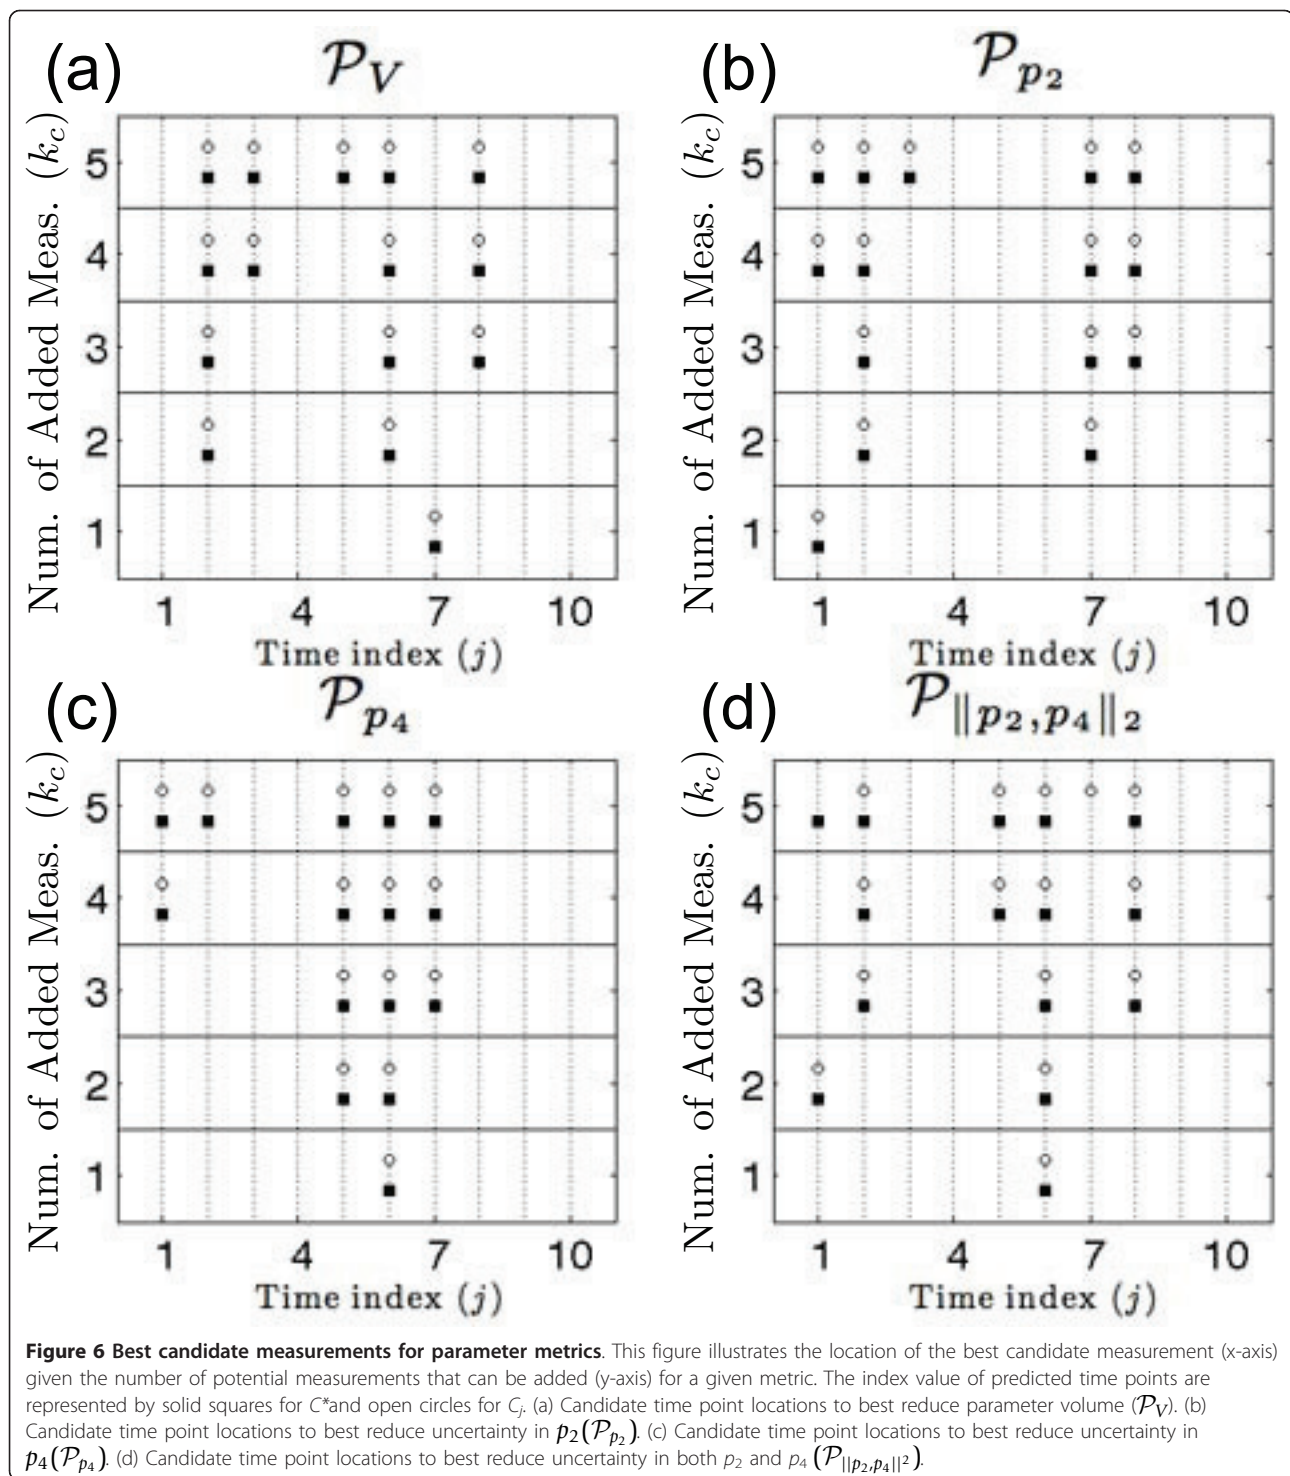 (a) 𝒫_V
(b) 𝒫_{p_2}
Num. of Added Meas. (k_c)
5
4
3
2
1
1 4 7 10
Time index (j)
Num. of Added Meas. (k_c)
5
4
3
2
1
1 4 7 10
Time index (j)
(c) 𝒫_{p_4}
(d) 𝒫_{||p_2,p_4||_2}
Num. of Added Meas. (k_c)
5
4
3
2
1
1 4 7 10
Time index (j)
Num. of Added Meas. (k_c)
5
4
3
2
1
1 4 7 10
Time index (j)
Figure 6 Best candidate measurements for parameter metrics. This figure illustrates the location of the best candidate measurement (x-axis)
given the number of potential measurements that can be added (y-axis) for a given metric. The index value of predicted time points are
represented by solid squares for C*and open circles for C_j. (a) Candidate time point locations to best reduce parameter volume (𝒫_V). (b)
Candidate time point locations to best reduce uncertainty in p_2(𝒫_{p_2}). (c) Candidate time point locations to best reduce uncertainty in
p_4(𝒫_{p_4}). (d) Candidate time point locations to best reduce uncertainty in both p_2 and p_4 (𝒫_{||p_2,p_4||^2}).